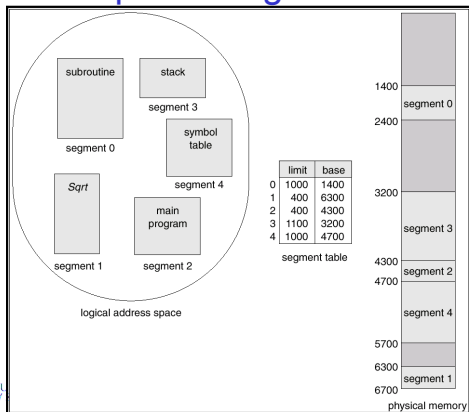 subroutine
segment 0
stack
segment 3
symbol
table
segment 4
Sqrt
segment 1
main
program
segment 2
logical address space
limit base
0 1000 1400
1 400 6300
2 400 4300
3 1100 3200
4 1000 4700
segment table
1400
segment 0
2400
3200
segment 3
4300
segment 2
4700
segment 4
5700
6300
segment 1
6700
physical memory